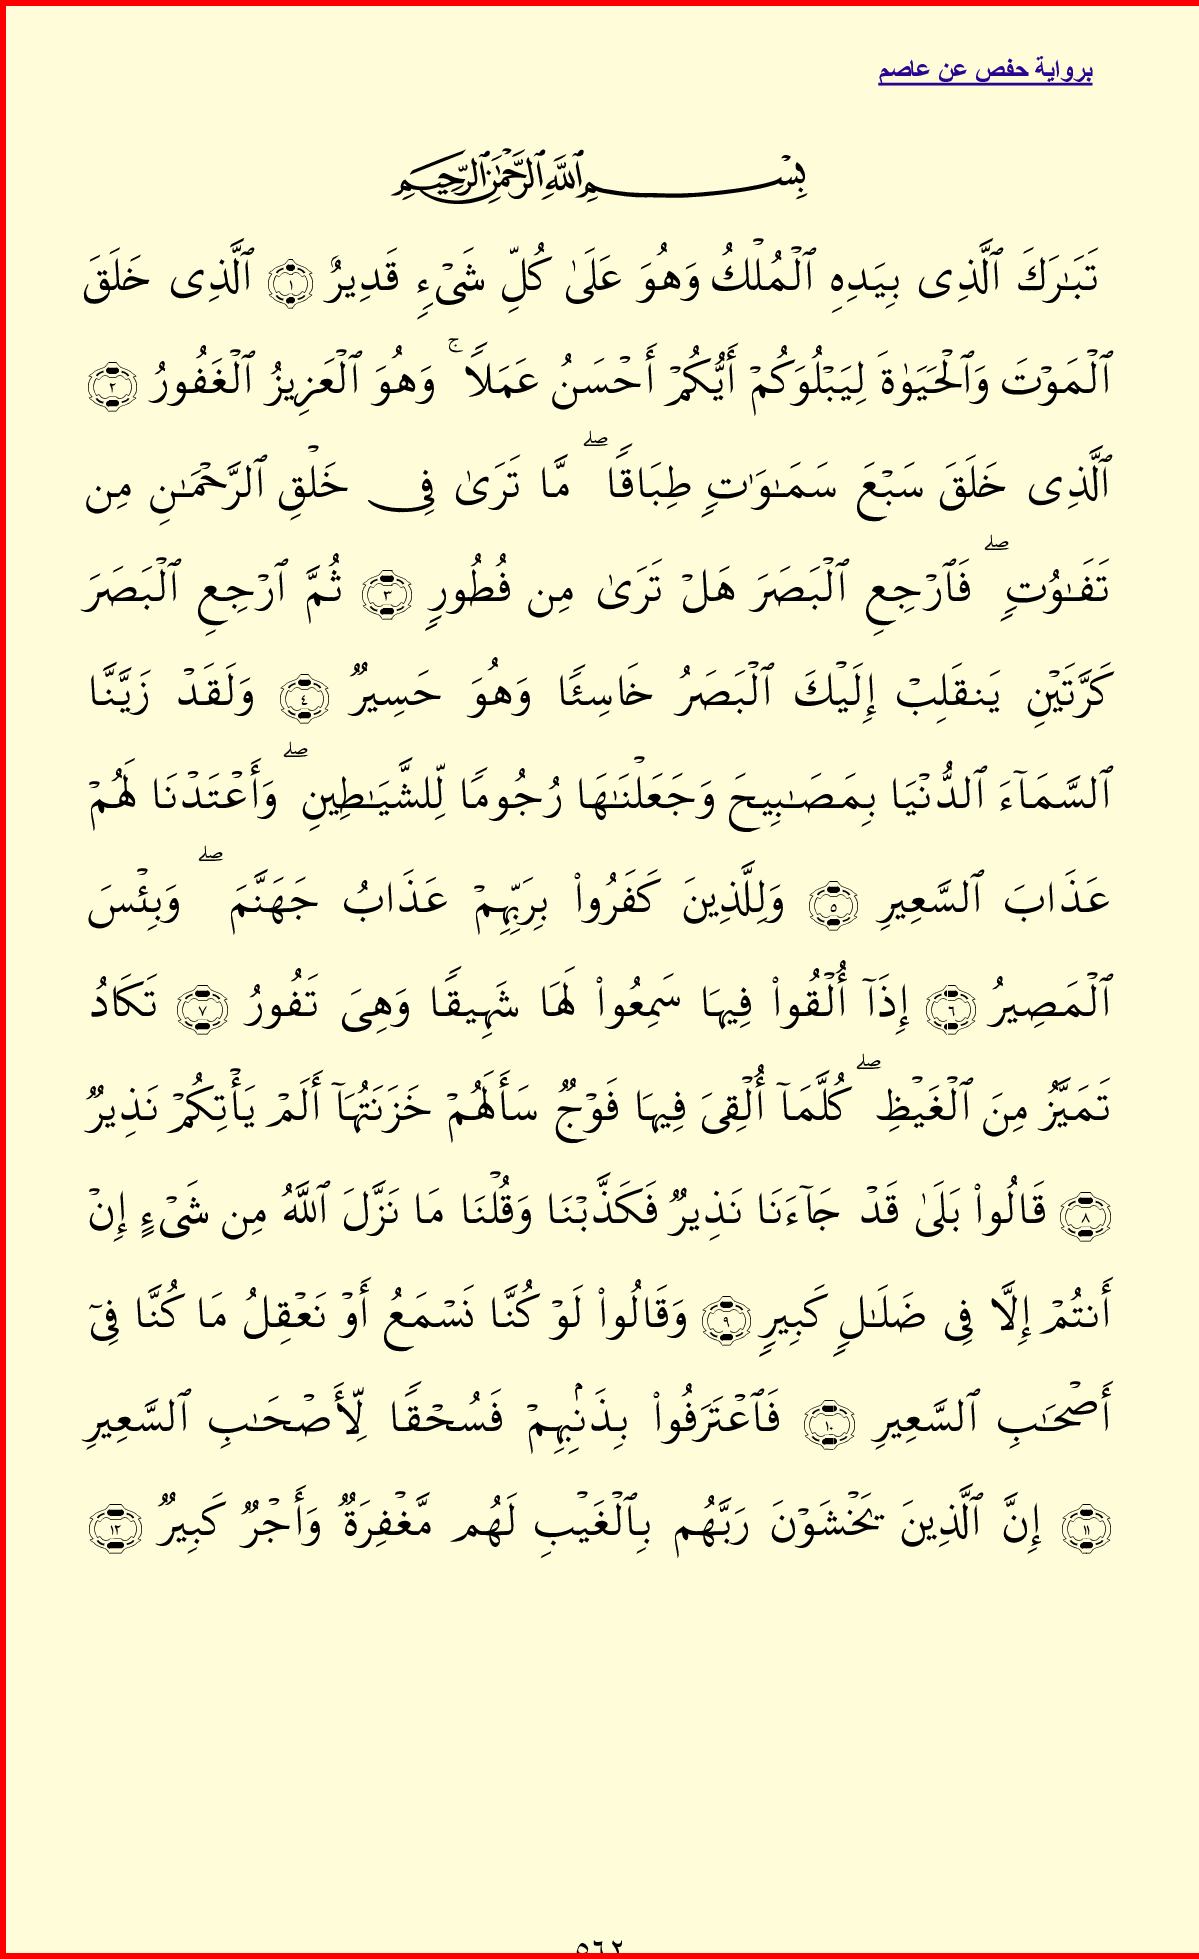 برواية حفص عن عاصم
بِسْمِ ٱللَّهِ ٱلرَّحْمَٰنِ ٱلرَّحِيمِ
تَبَٰرَكَ ٱلَّذِى بِيَدِهِ ٱلْمُلْكُ وَهُوَ عَلَىٰ كُلِّ شَىْءٍ قَدِيرٌ ١ ٱلَّذِى خَلَقَ
ٱلْمَوْتَ وَٱلْحَيَوٰةَ لِيَبْلُوَكُمْ أَيُّكُمْ أَحْسَنُ عَمَلًا ۚ وَهُوَ ٱلْعَزِيزُ ٱلْغَفُورُ ٢
ٱلَّذِى خَلَقَ سَبْعَ سَمَٰوَٰتٍ طِبَاقًا ۖ مَّا تَرَىٰ فِى خَلْقِ ٱلرَّحْمَٰنِ مِن
تَفَٰوُتٍ ۖ فَٱرْجِعِ ٱلْبَصَرَ هَلْ تَرَىٰ مِن فُطُورٍ ٣ ثُمَّ ٱرْجِعِ ٱلْبَصَرَ
كَرَّتَيْنِ يَنقَلِبْ إِلَيْكَ ٱلْبَصَرُ خَاسِئًا وَهُوَ حَسِيرٌ ٤ وَلَقَدْ زَيَّنَّا
ٱلسَّمَآءَ ٱلدُّنْيَا بِمَصَٰبِيحَ وَجَعَلْنَٰهَا رُجُومًا لِّلشَّيَٰطِينِ ۖ وَأَعْتَدْنَا لَهُمْ
عَذَابَ ٱلسَّعِيرِ ٥ وَلِلَّذِينَ كَفَرُوا۟ بِرَبِّهِمْ عَذَابُ جَهَنَّمَ ۖ وَبِئْسَ
ٱلْمَصِيرُ ٦ إِذَآ أُلْقُوا۟ فِيهَا سَمِعُوا۟ لَهَا شَهِيقًا وَهِىَ تَفُورُ ٧ تَكَادُ
تَمَيَّزُ مِنَ ٱلْغَيْظِ ۖ كُلَّمَآ أُلْقِىَ فِيهَا فَوْجٌ سَأَلَهُمْ خَزَنَتُهَآ أَلَمْ يَأْتِكُمْ نَذِيرٌ
٨ قَالُوا۟ بَلَىٰ قَدْ جَآءَنَا نَذِيرٌ فَكَذَّبْنَا وَقُلْنَا مَا نَزَّلَ ٱللَّهُ مِن شَىْءٍ إِنْ
أَنتُمْ إِلَّا فِى ضَلَٰلٍ كَبِيرٍ ٩ وَقَالُوا۟ لَوْ كُنَّا نَسْمَعُ أَوْ نَعْقِلُ مَا كُنَّا فِىٓ
أَصْحَٰبِ ٱلسَّعِيرِ ١٠ فَٱعْتَرَفُوا۟ بِذَنۢبِهِمْ فَسُحْقًا لِّأَصْحَٰبِ ٱلسَّعِيرِ
١١ إِنَّ ٱلَّذِينَ يَخْشَوْنَ رَبَّهُم بِٱلْغَيْبِ لَهُم مَّغْفِرَةٌ وَأَجْرٌ كَبِيرٌ ١٢
٥٦٢